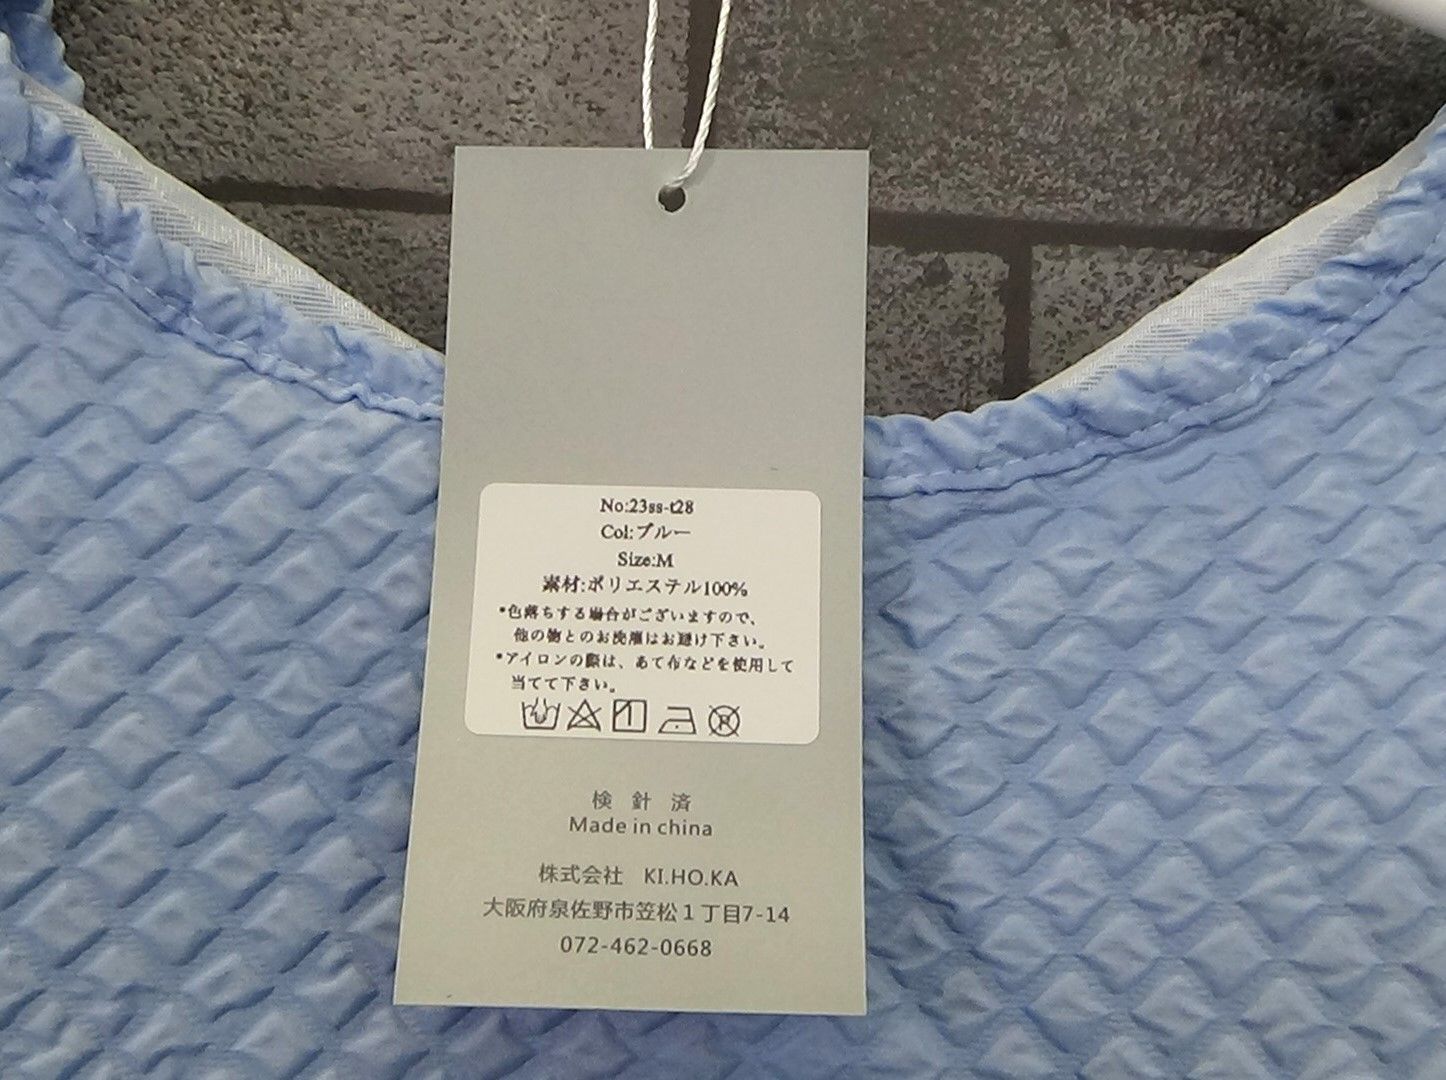 No:23ss-t28
Col:ブルー
Size:M
素材:ポリエステル100%
*色落ちする場合がございますので、
他の物とのお洗濯はお避け下さい。
*アイロンの際は、あて布などを使用して
当てて下さい。
検 針 済
Made in china
株式会社 KI.HO.KA
大阪府泉佐野市笠松1丁目7-14
072-462-0668